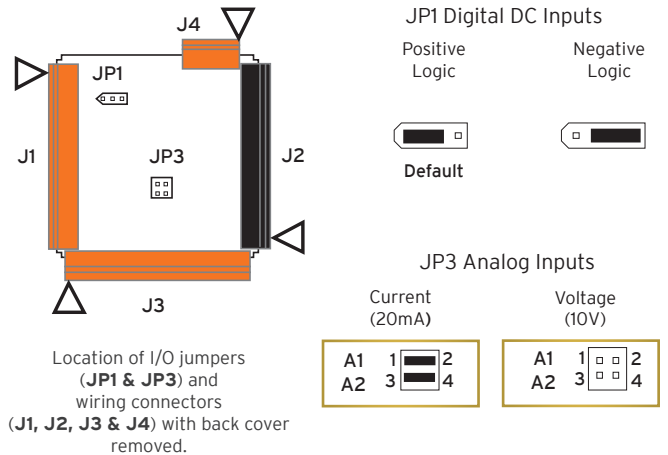 J4
JP1
J1
JP3
J2
J3
Location of I/O jumpers
(JP1 & JP3) and
wiring connectors
(J1, J2, J3 & J4) with back cover
removed.
JP1 Digital DC Inputs
Positive
Logic
Negative
Logic
Default
JP3 Analog Inputs
Current
(20mA)
Voltage
(10V)
A1 1 2
A2 3 4
A1 1 2
A2 3 4